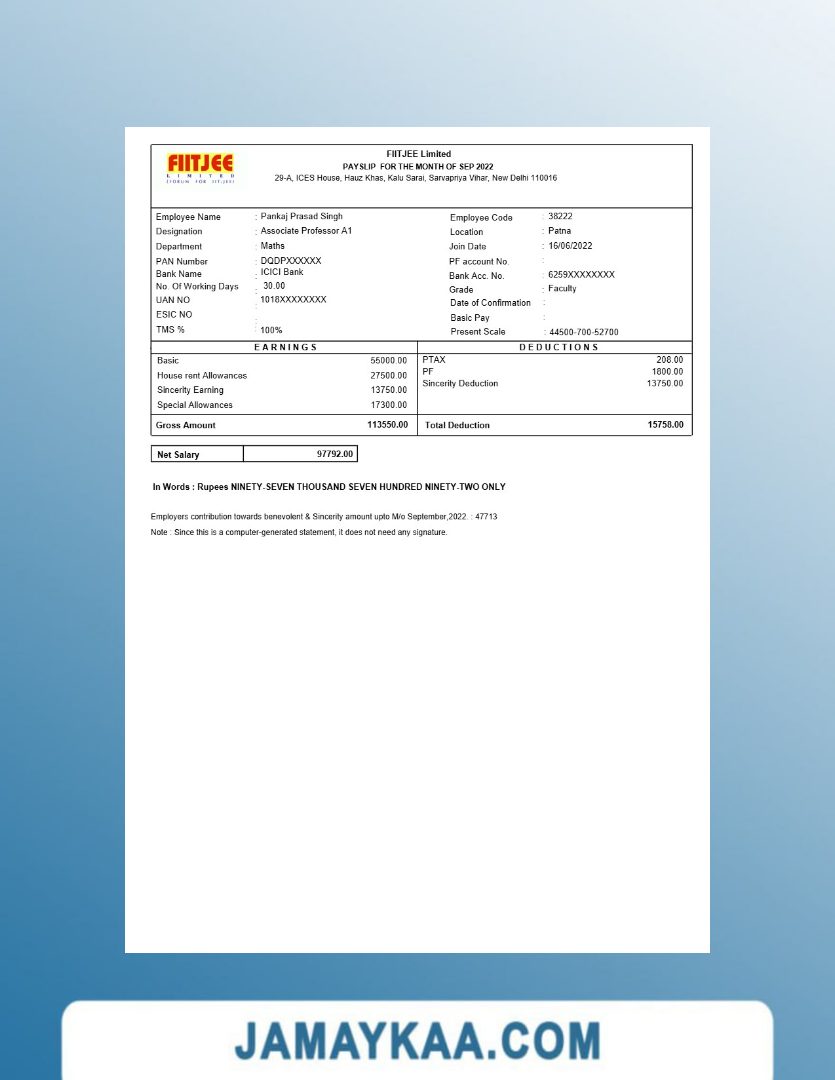 FIITJEE
LIMITED
(FORUM FOR IIT-JEE)
FIITJEE Limited
PAYSLIP FOR THE MONTH OF SEP 2022
29-A, ICES House, Hauz Khas, Kalu Sarai, Sarvapriya Vihar, New Delhi 110016
Employee Name : Pankaj Prasad Singh Employee Code : 38222
Designation : Associate Professor A1 Location : Patna
Department : Maths Join Date : 16/06/2022
PAN Number : DQDPXXXXXX PF account No. :
Bank Name : ICICI Bank Bank Acc. No. : 6259XXXXXXXX
No. Of Working Days : 30.00 Grade : Faculty
UAN NO : 1018XXXXXXXX Date of Confirmation :
ESIC NO : Basic Pay :
TMS % : 100% Present Scale : 44500-700-52700
EARNINGS DEDUCTIONS
Basic 55000.00 PTAX 208.00
House rent Allowances 27500.00 PF 1800.00
Sincerity Earning 13750.00 Sincerity Deduction 13750.00
Special Allowances 17300.00
Gross Amount 113550.00 Total Deduction 15758.00
Net Salary 97792.00
In Words : Rupees NINETY-SEVEN THOUSAND SEVEN HUNDRED NINETY-TWO ONLY
Employers contribution towards benevolent & Sincerity amount upto M/o September,2022. : 47713
Note : Since this is a computer-generated statement, it does not need any signature.
JAMAYKAA.COM